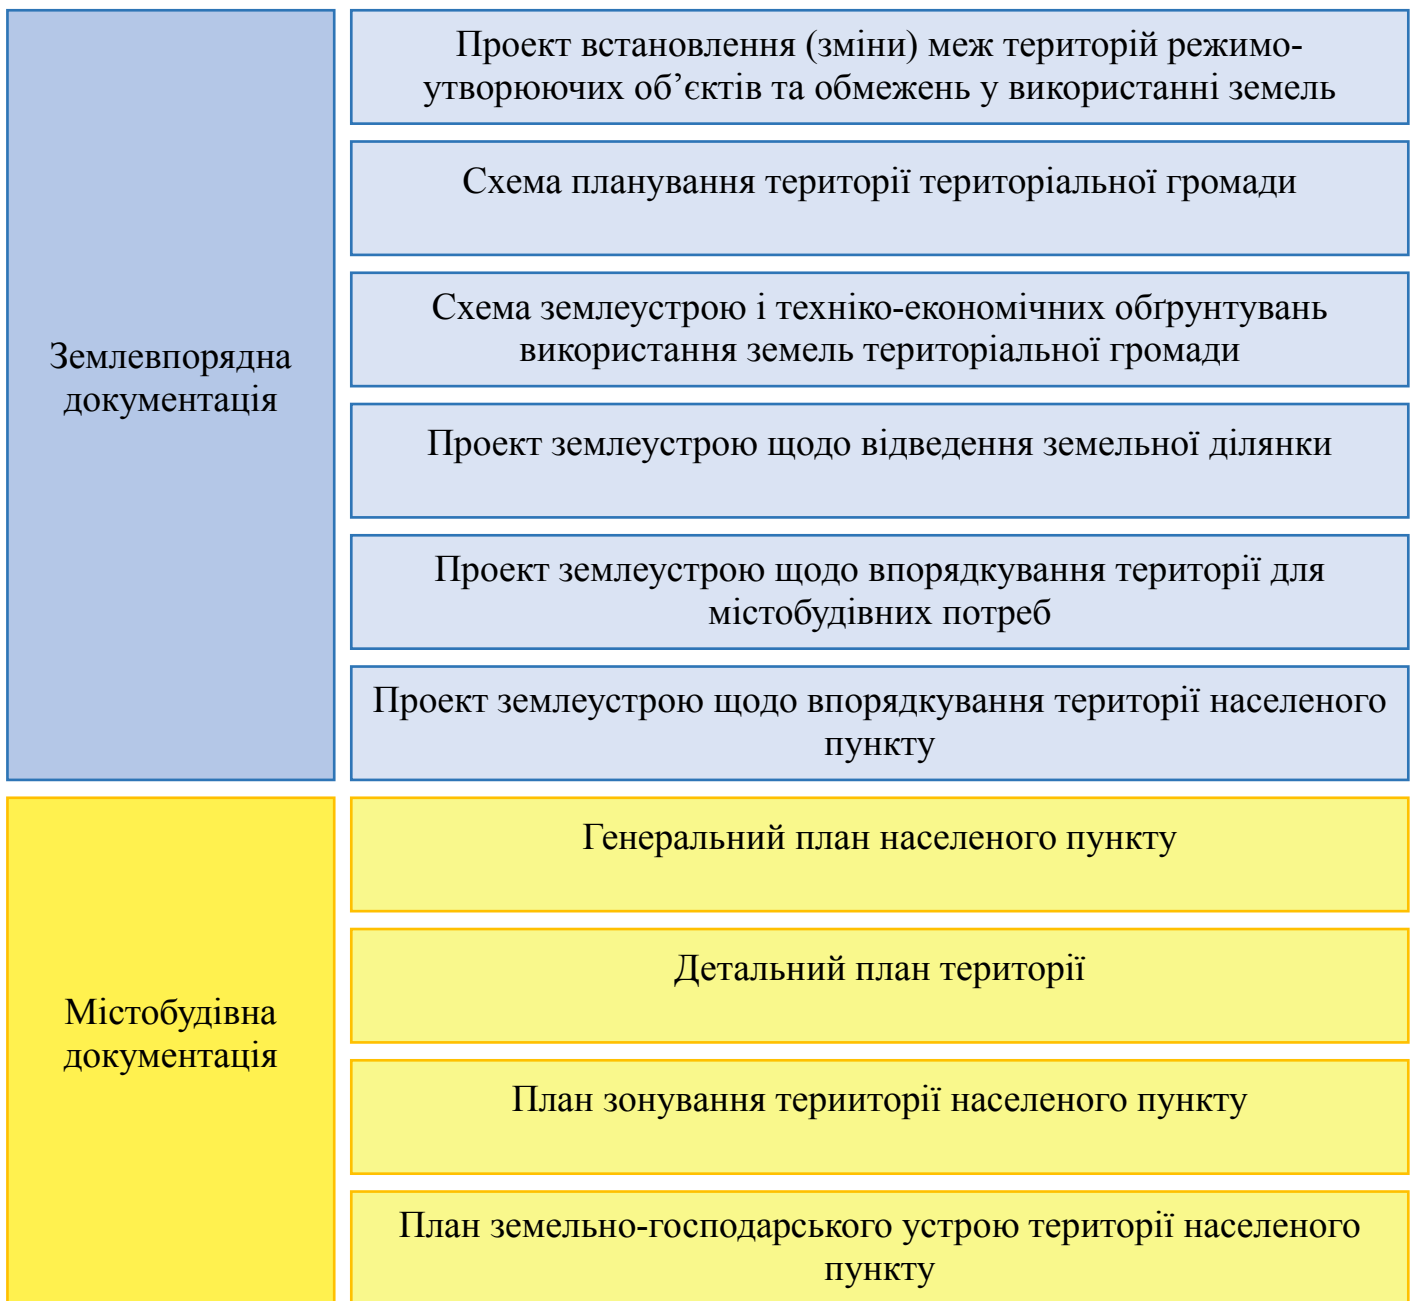 Землевпорядна
документація
Проект встановлення (зміни) меж територій режимо-
утворюючих об’єктів та обмежень у використанні земель
Схема планування території територіальної громади
Схема землеустрою і техніко-економічних обґрунтувань
використання земель територіальної громади
Проект землеустрою щодо відведення земельної ділянки
Проект землеустрою щодо впорядкування території для
містобудівних потреб
Проект землеустрою щодо впорядкування території населеного
пункту
Містобудівна
документація
Генеральний план населеного пункту
Детальний план території
План зонування терииторії населеного пункту
План земельно-господарського устрою території населеного
пункту